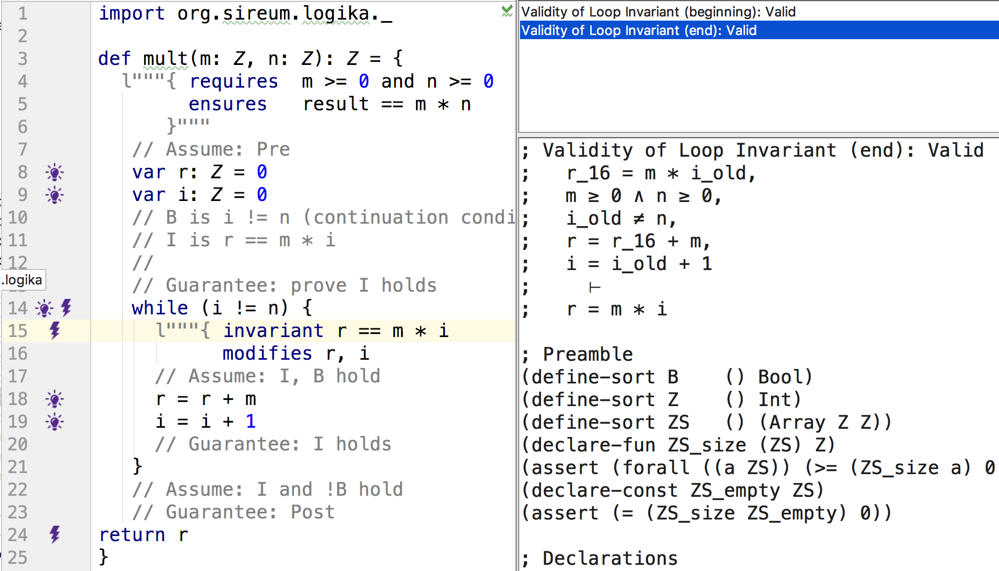 1 import org.sireum.logika._
2
3 def mult(m: Z, n: Z): Z = {
4 l"""{ requires m >= 0 and n >= 0
5 ensures result == m * n
6 }"""
7 // Assume: Pre
8 var r: Z = 0
9 var i: Z = 0
10 // B is i != n (continuation condi
11 // I is r == m * i
12 //
.logika
// Guarantee: prove I holds
14 while (i != n) {
15 l"""{ invariant r == m * i
16 modifies r, i
17 // Assume: I, B hold
18 r = r + m
19 i = i + 1
20 // Guarantee: I holds
21 }
22 // Assume: I and !B hold
23 // Guarantee: Post
24 return r
25 }
Validity of Loop Invariant (beginning): Valid
Validity of Loop Invariant (end): Valid
; Validity of Loop Invariant (end): Valid
; r_16 = m * i_old,
; m ≥ 0 ∧ n ≥ 0,
; i_old ≠ n,
; r = r_16 + m,
; i = i_old + 1
; ⊢
; r = m * i
; Preamble
(define-sort B () Bool)
(define-sort Z () Int)
(define-sort ZS () (Array Z Z))
(declare-fun ZS_size (ZS) Z)
(assert (forall ((a ZS)) (>= (ZS_size a) 0
(declare-const ZS_empty ZS)
(assert (= (ZS_size ZS_empty) 0))
; Declarations